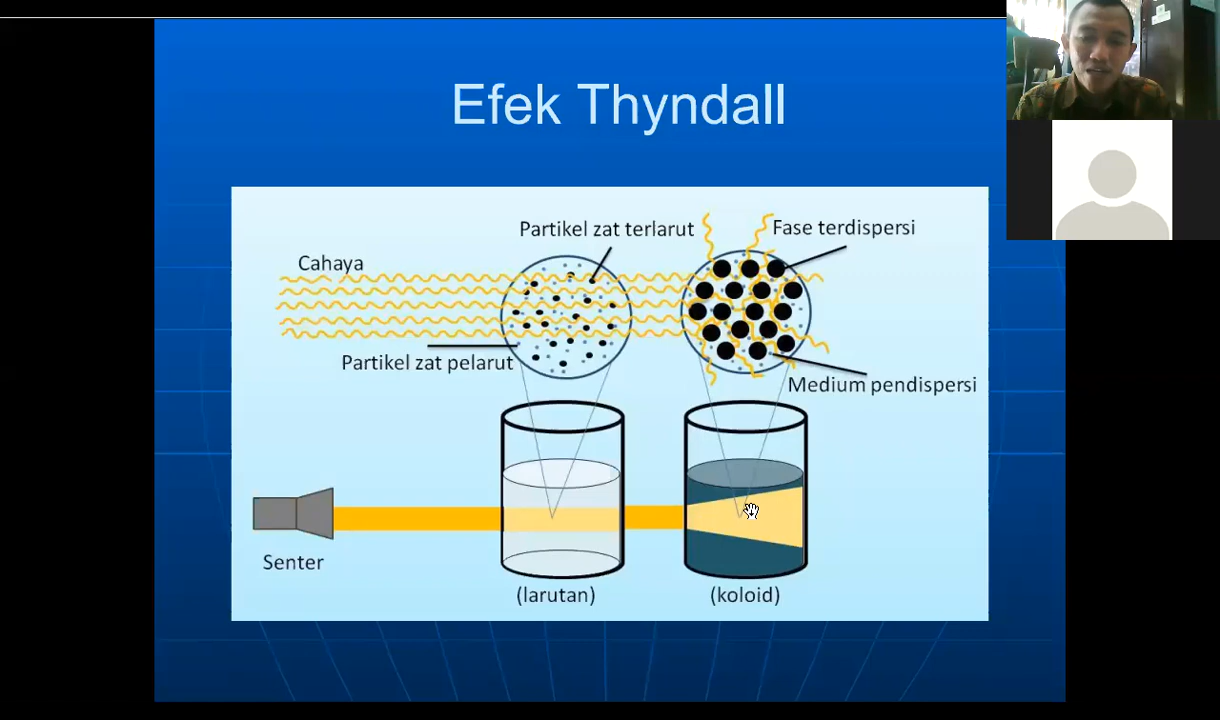 Efek Thyndall
Partikel zat terlarut
Fase terdispersi
Cahaya
Partikel zat pelarut
Medium pendispersi
Senter
(larutan)
(koloid)